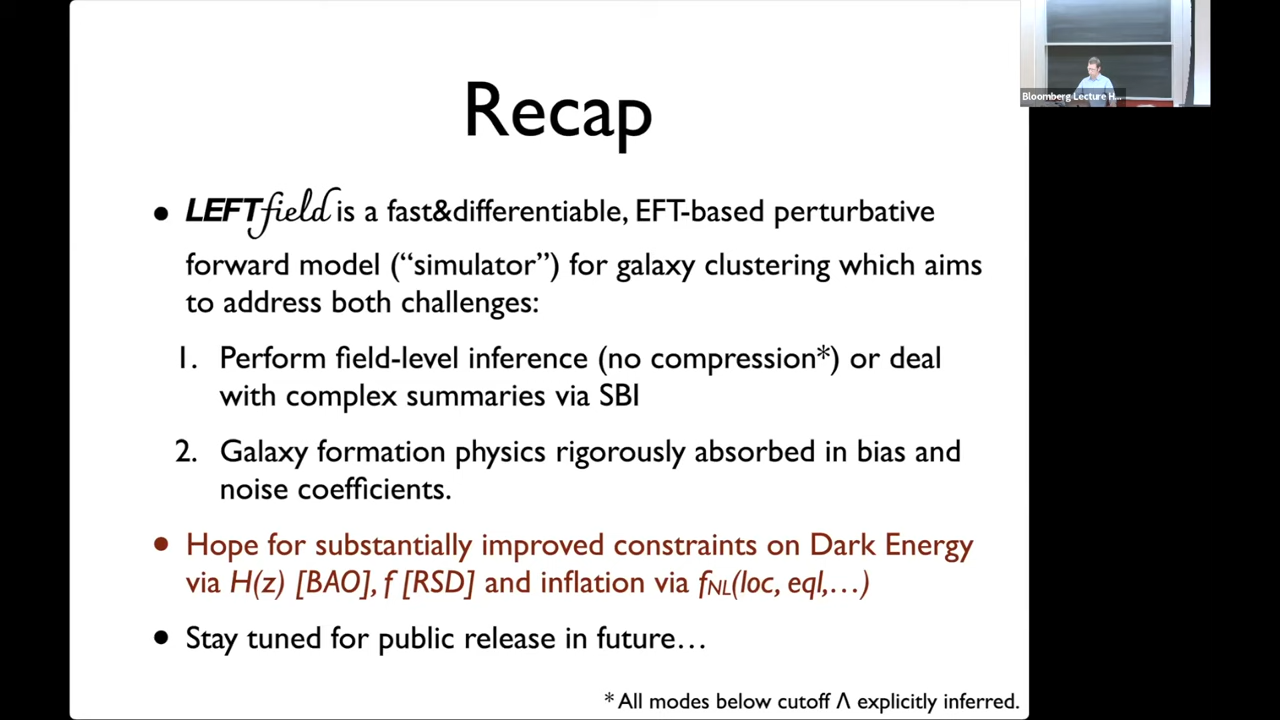 Recap
• LEFTfield is a fast&differentiable, EFT-based perturbative
forward model (“simulator”) for galaxy clustering which aims
to address both challenges:
1. Perform field-level inference (no compression*) or deal
with complex summaries via SBI
2. Galaxy formation physics rigorously absorbed in bias and
noise coefficients.
• Hope for substantially improved constraints on Dark Energy
via H(z) [BAO], f [RSD] and inflation via fNL(loc, eql,…)
• Stay tuned for public release in future…
* All modes below cutoff Λ explicitly inferred.
Bloomberg Lecture H...